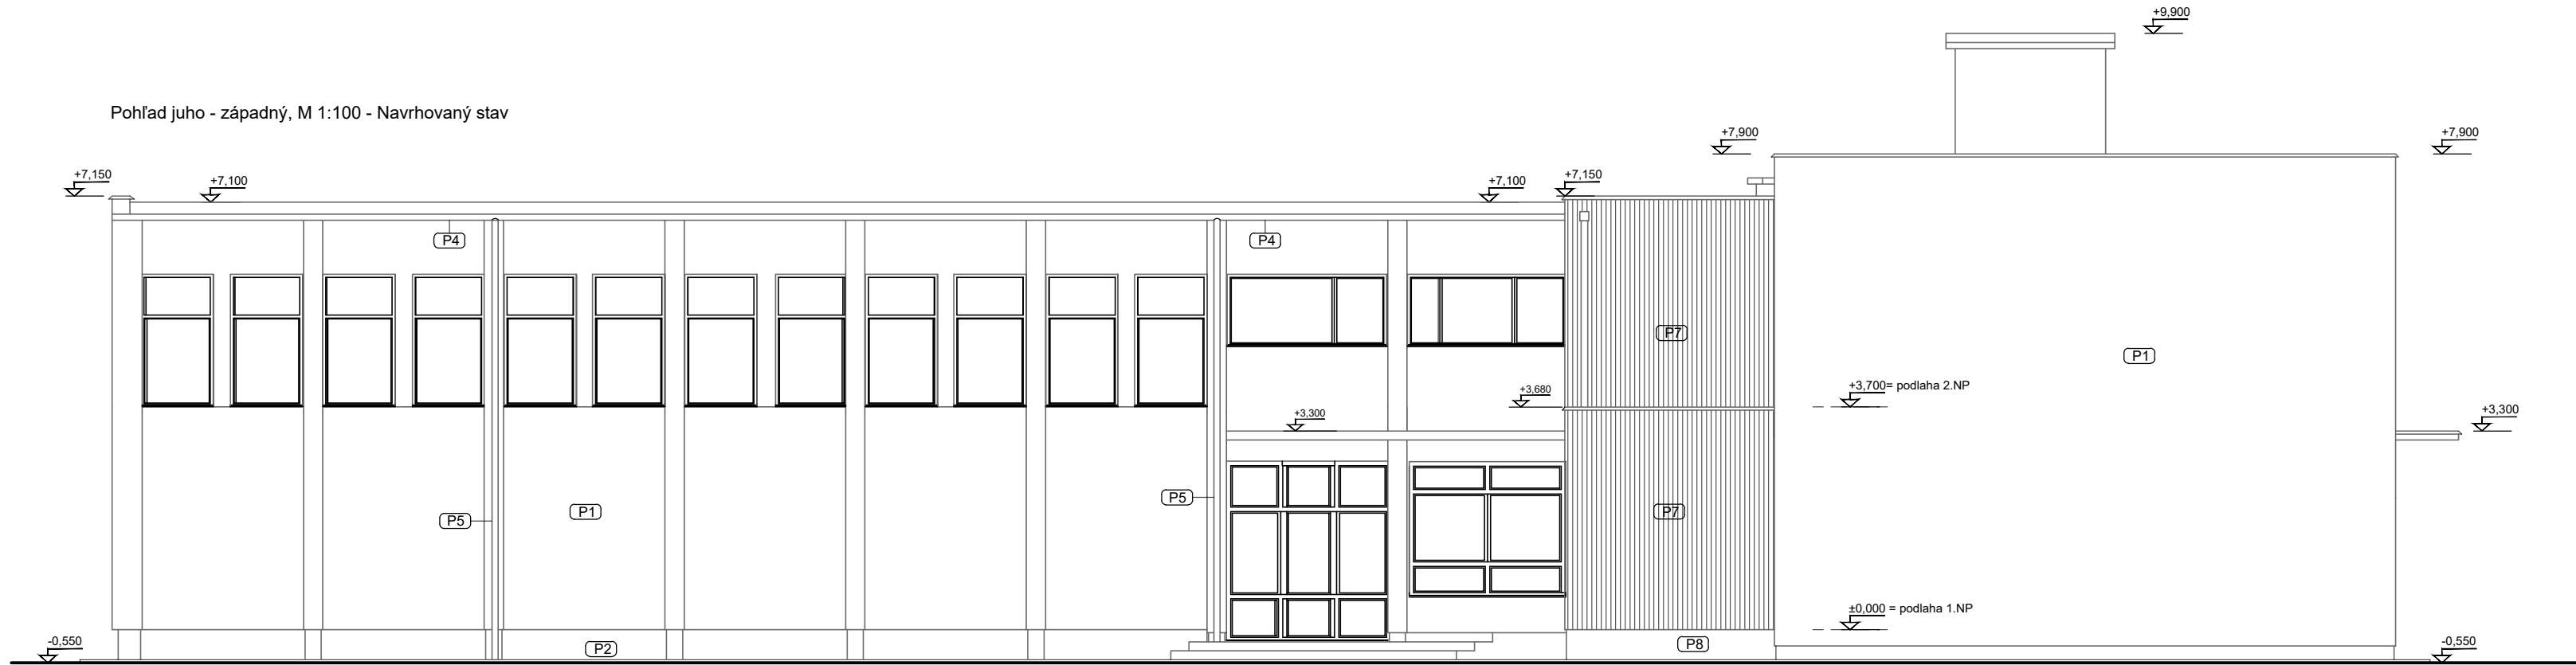 +9,900
Pohľad juho - západný, M 1:100 - Navrhovaný stav
+7,900
+7,900
+7,150
+7,100
+7,100
+7,150
P4
P4
P7
P1
+3,700= podlaha 2.NP
+3,680
+3,300
+3,300
P5
P1
P5
P7
±0,000 = podlaha 1.NP
-0,550
P2
P8
-0,550